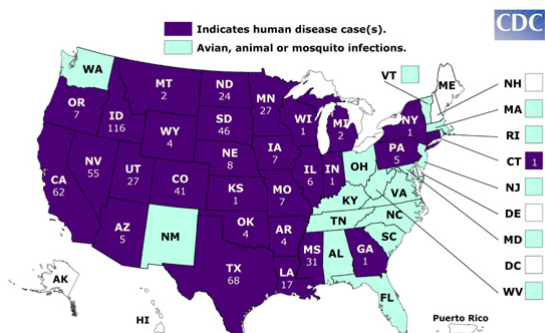 Indicates human disease case(s).
Avian, animal or mosquito infections.
CDC
WA
OR
7
ID
116
MT
2
WY
4
ND
24
SD
46
NE
8
MN
27
WI
1
MI
2
NY
1
ME
VT
NH
MA
RI
CT 1
NJ
DE
MD
DC
WV
CA
62
NV
55
UT
27
CO
41
KS
1
IA
7
MO
7
IL
6
IN
1
OH
PA
5
KY
VA
TN
NC
SC
AZ
5
NM
OK
4
AR
4
TX
68
LA
17
MS
31
AL
GA
1
FL
AK
HI
Puerto Rico